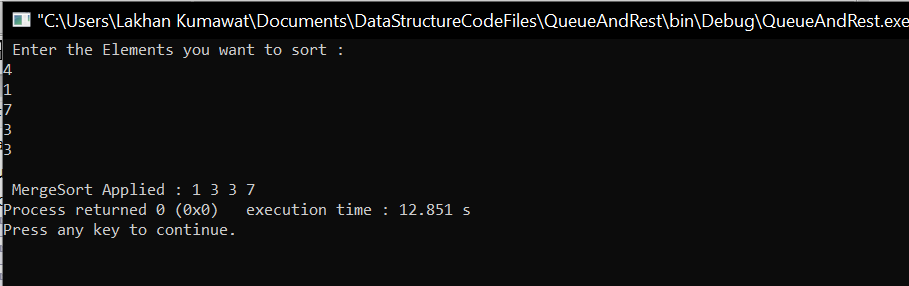 "C:\Users\Lakhan Kumawat\Documents\DataStructureCodeFiles\QueueAndRest\bin\Debug\QueueAndRest.exe
Enter the Elements you want to sort :
4
1
7
3
3
MergeSort Applied : 1 3 3 7
Process returned 0 (0x0)   execution time : 12.851 s
Press any key to continue.